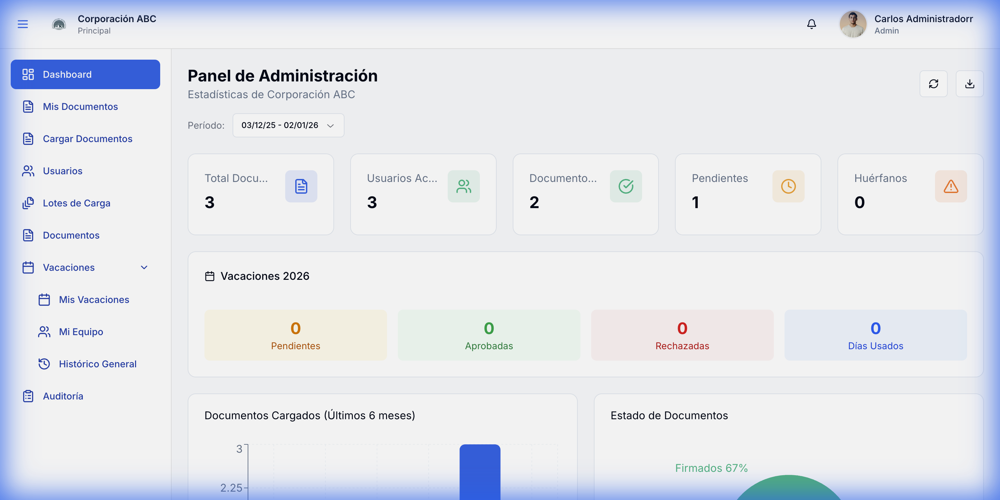 Corporación ABC
Principal
Carlos Administradorr
Admin
Dashboard
Mis Documentos
Cargar Documentos
Usuarios
Lotes de Carga
Documentos
Vacaciones
Mis Vacaciones
Mi Equipo
Histórico General
Auditoría
Panel de Administración
Estadísticas de Corporación ABC
Período: 03/12/25 - 02/01/26
Total Docu...
3
Usuarios Ac...
3
Documento...
2
Pendientes
1
Huérfanos
0
Vacaciones 2026
0
Pendientes
0
Aprobadas
0
Rechazadas
0
Días Usados
Documentos Cargados (Últimos 6 meses)
3
2.25
Estado de Documentos
Firmados 67%